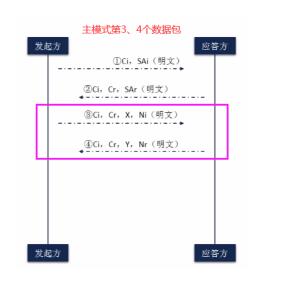 主模式第3、4个数据包
发起方
应答方
①Ci, SAi（明文）
②Ci, Cr, SAr（明文）
③Ci, Cr, X, Ni（明文）
④Ci, Cr, Y, Nr（明文）
发起方
应答方